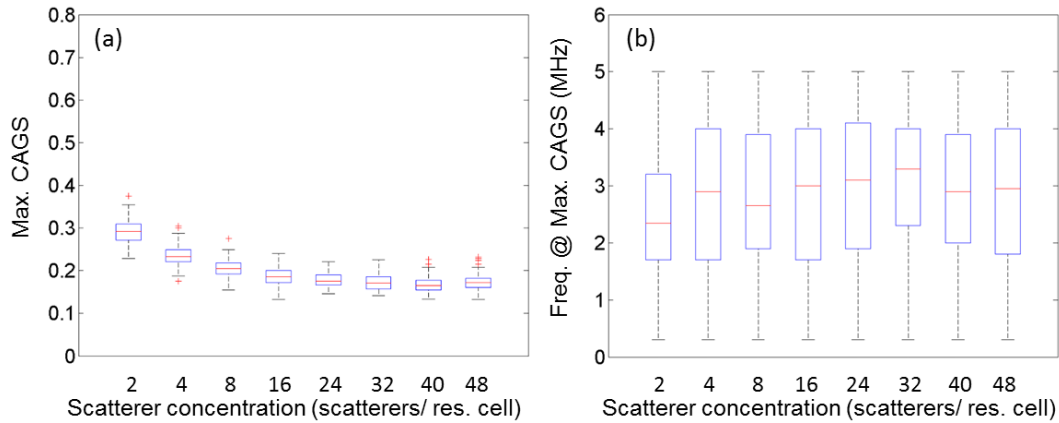 (a)
Max. CAGS
0.8
0.7
0.6
0.5
0.4
0.3
0.2
0.1
0
2 4 8 16 24 32 40 48
Scatterer concentration (scatterers/ res. cell)
(b)
Freq. @ Max. CAGS (MHz)
6
5
4
3
2
1
0
2 4 8 16 24 32 40 48
Scatterer concentration (scatterers/ res. cell)